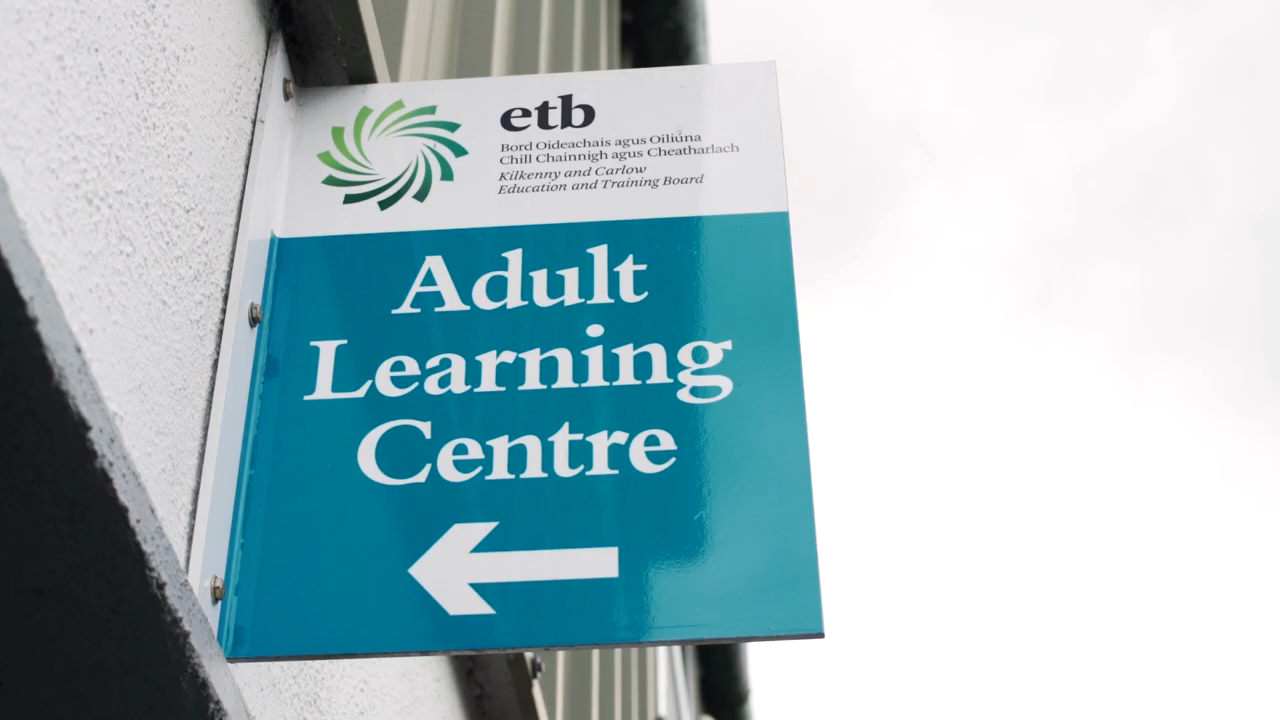 etb
Bord Oideachais agus Oiliúna
Chill Chainnigh agus Cheatharlach
Kilkenny and Carlow
Education and Training Board
Adult
Learning
Centre